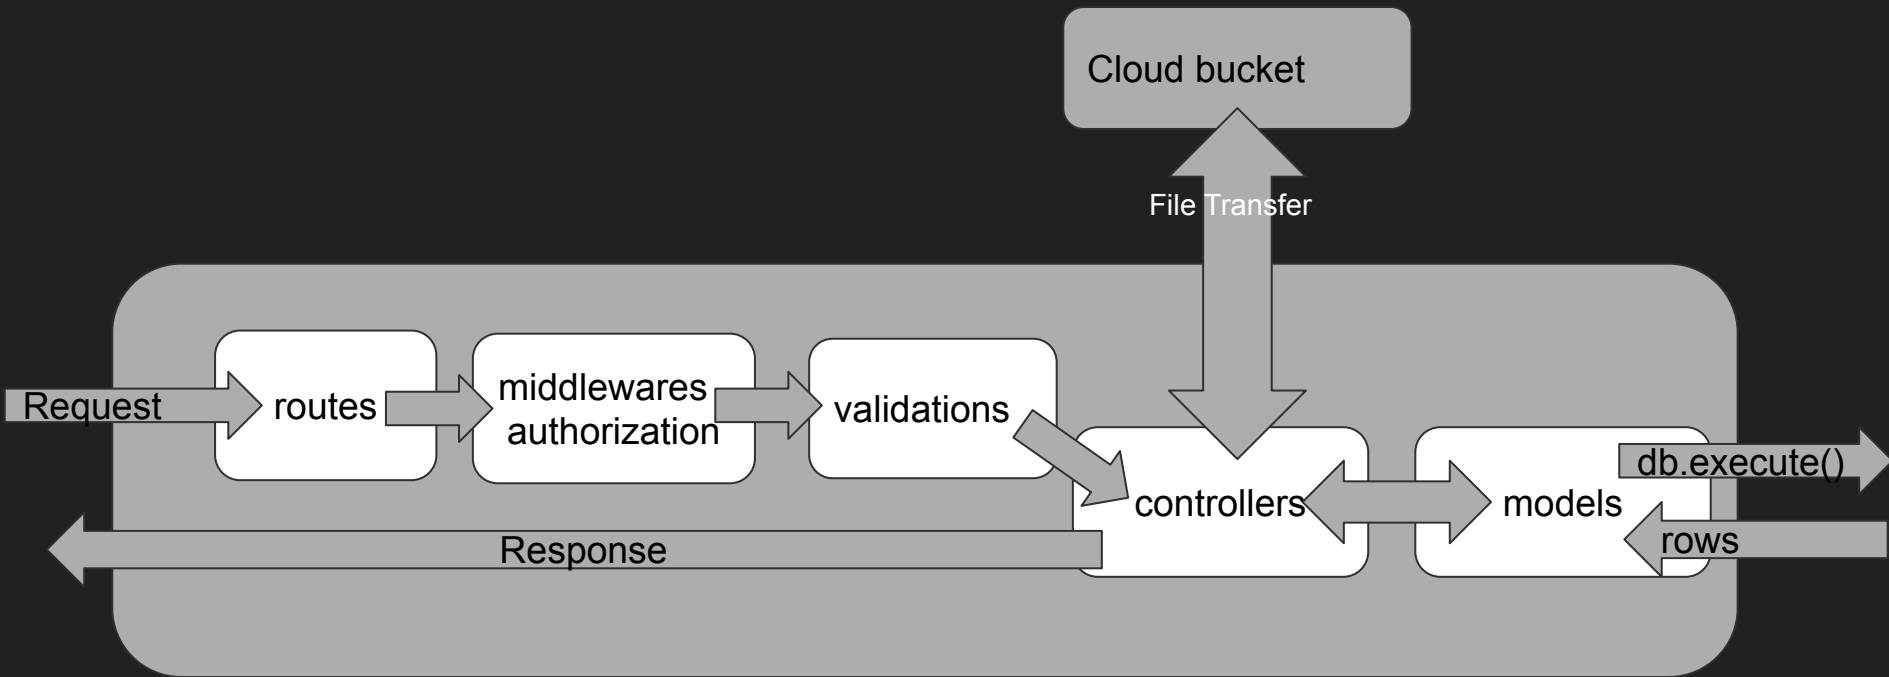 Cloud bucket
File Transfer
Request
routes
middlewares
authorization
validations
controllers
models
db.execute()
rows
Response